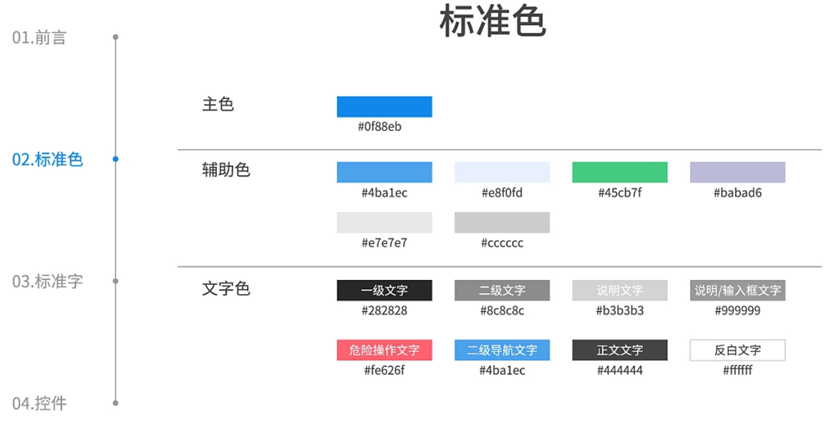 标准色
01.前言
02.标准色
03.标准字
04.控件
主色
#0f88eb
辅助色
#4ba1ec
#e8f0fd
#45cb7f
#babad6
#e7e7e7
#cccccc
文字色
一级文字
#282828
二级文字
#8c8c8c
说明文字
#b3b3b3
说明/输入框文字
#999999
危险操作文字
#fe626f
二级导航文字
#4ba1ec
正文文字
#444444
反白文字
#ffffff